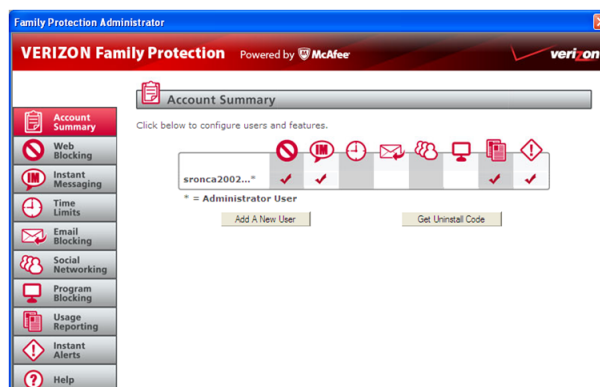 Family Protection Administrator
VERIZON Family Protection Powered by McAfee
verizon
Account Summary
Click below to configure users and features.
IM
sronca2002...*
* = Administrator User
Add A New User
Get Uninstall Code
Account
Summary
Web
Blocking
IM
Instant
Messaging
Time
Limits
Email
Blocking
Social
Networking
Program
Blocking
Usage
Reporting
Instant
Alerts
? Help